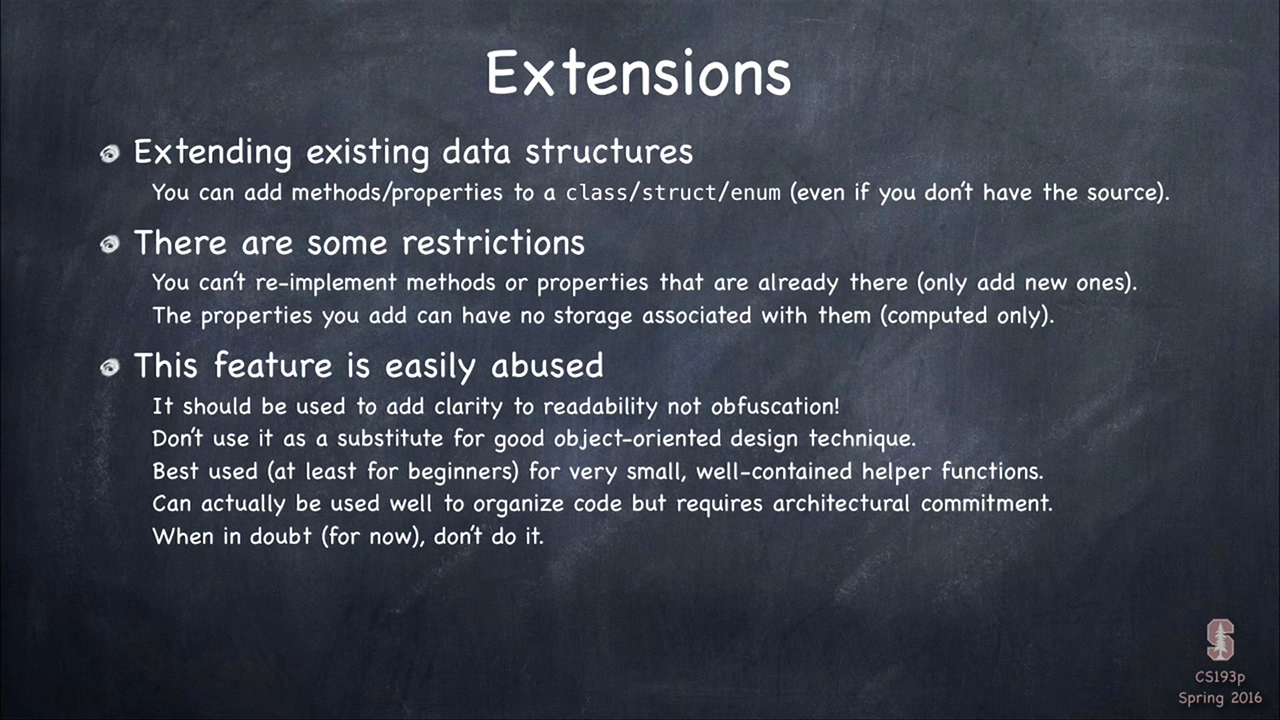 Extensions
Extending existing data structures
You can add methods/properties to a class/struct/enum (even if you don't have the source).
There are some restrictions
You can't re-implement methods or properties that are already there (only add new ones).
The properties you add can have no storage associated with them (computed only).
This feature is easily abused
It should be used to add clarity to readability not obfuscation!
Don't use it as a substitute for good object-oriented design technique.
Best used (at least for beginners) for very small, well-contained helper functions.
Can actually be used well to organize code but requires architectural commitment.
When in doubt (for now), don't do it.
S
CS193p
Spring 2016